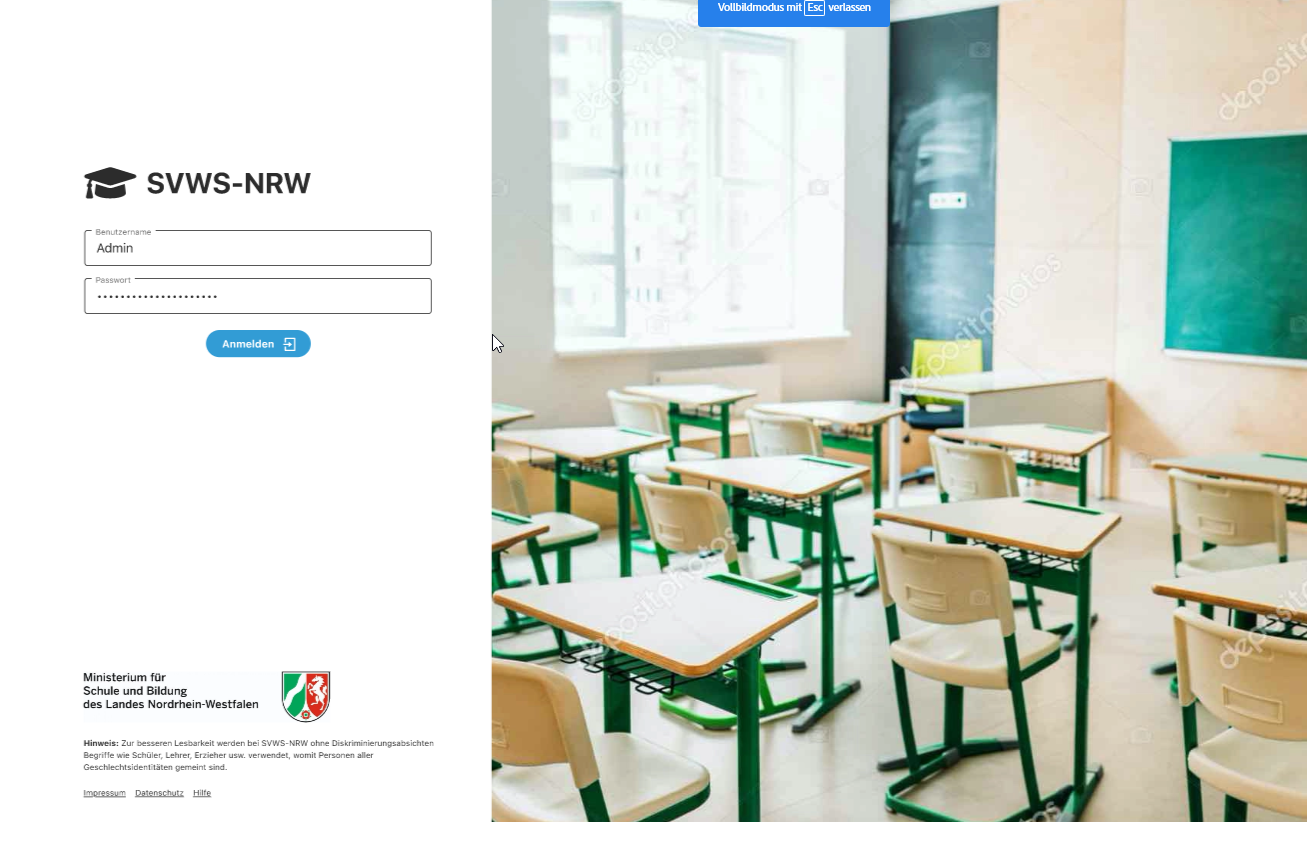 Vollbildmodus mit Esc verlassen
SVWS-NRW
Benutzername
Admin
Passwort
•••••••••••••••••••••
Anmelden
Ministerium für
Schule und Bildung
des Landes Nordrhein-Westfalen
Hinweis: Zur besseren Lesbarkeit werden bei SVWS-NRW ohne Diskriminierungsabsichten
Begriffe wie Schüler, Lehrer, Erzieher usw. verwendet, womit Personen aller
Geschlechtsidentitäten gemeint sind.
Impressum Datenschutz Hilfe
depositphotos
depositphotos
depositphotos